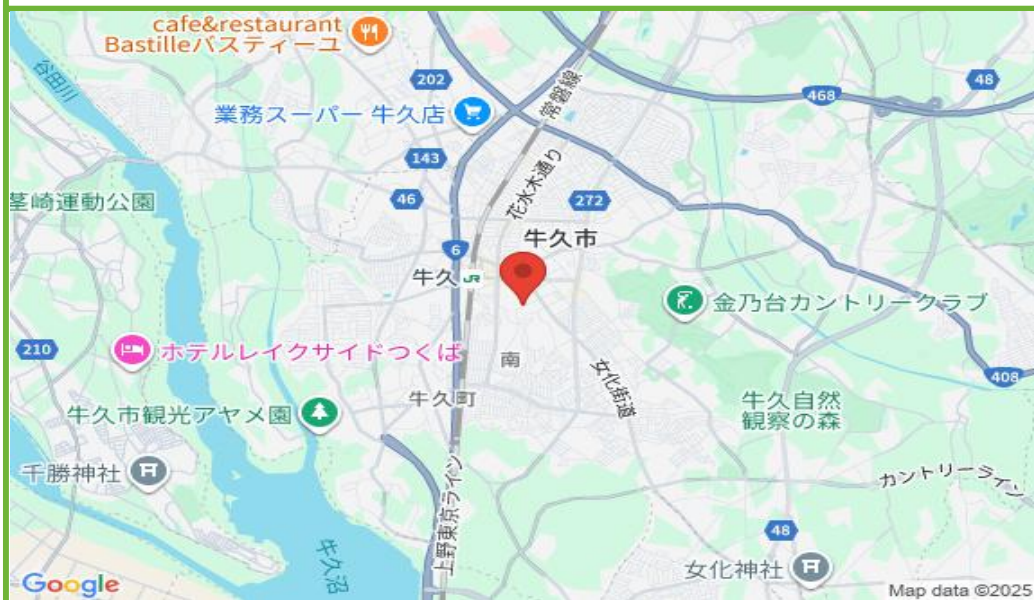 cafe&restaurant
Bastilleバスティーユ
谷田川
202
常磐線
48
468
業務スーパー 牛久店
143
花水木通り
茎崎運動公園
46
272
牛久市
6
牛久
JR
金乃台カントリークラブ
210
ホテルレイクサイドつくば
南
女化街道
408
牛久町
牛久自然
観察の森
牛久市観光アヤメ園
千勝神社
カントリーライン
上野東京ライン
48
牛久沼
女化神社
Google
Map data ©2025